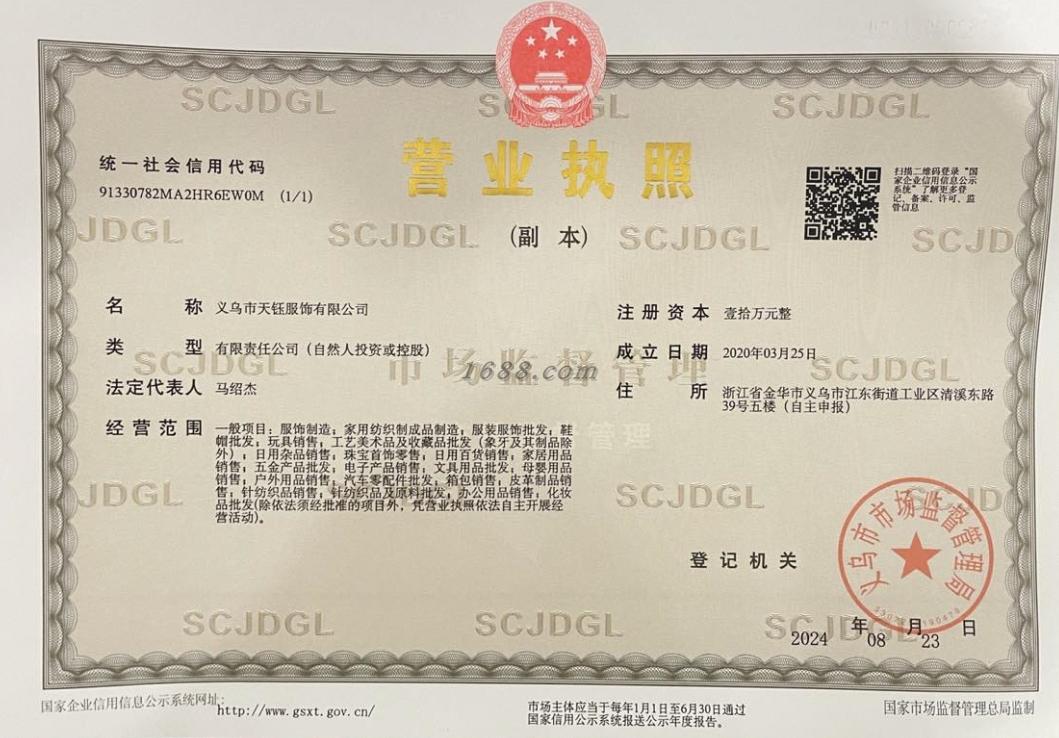 统一社会信用代码
91330782MA2HR6EW0M (1/1)
营业执照
(副本)
扫描二维码登录“国
家企业信用信息公示
系统”了解更多登
记、备案、许可、监
管信息
名称 义乌市天钰服饰有限公司
类型 有限责任公司（自然人投资或控股）
法定代表人 马绍杰
经营范围 一般项目：服饰制造；家用纺织制成品制造；服装服饰批发；鞋
帽批发；玩具销售；工艺美术品及收藏品批发（象牙及其制品除
外）；日用杂品销售；珠宝首饰零售；日用百货销售；家居用品
销售；五金产品批发；电子产品销售；文具用品批发；母婴用品
销售；户外用品销售；汽车零配件批发；箱包销售；皮革制品销
售；针纺织品销售；针纺织品及原料批发；办公用品销售；化妆
品批发(除依法须经批准的项目外，凭营业执照依法自主开展经
营活动)。
注册资本 壹拾万元整
成立日期 2020年03月25日
住所 浙江省金华市义乌市江东街道工业区清溪东路
39号五楼（自主申报）
SCJDGL
市场监督管理
1688.com
登记机关
义乌市市场监督管理局
2024年08月23日
国家企业信用信息公示系统网址：
http://www.gsxt.gov.cn/
市场主体应当于每年1月1日至6月30日通过
国家信用公示系统报送公示年度报告。
国家市场监督管理总局监制